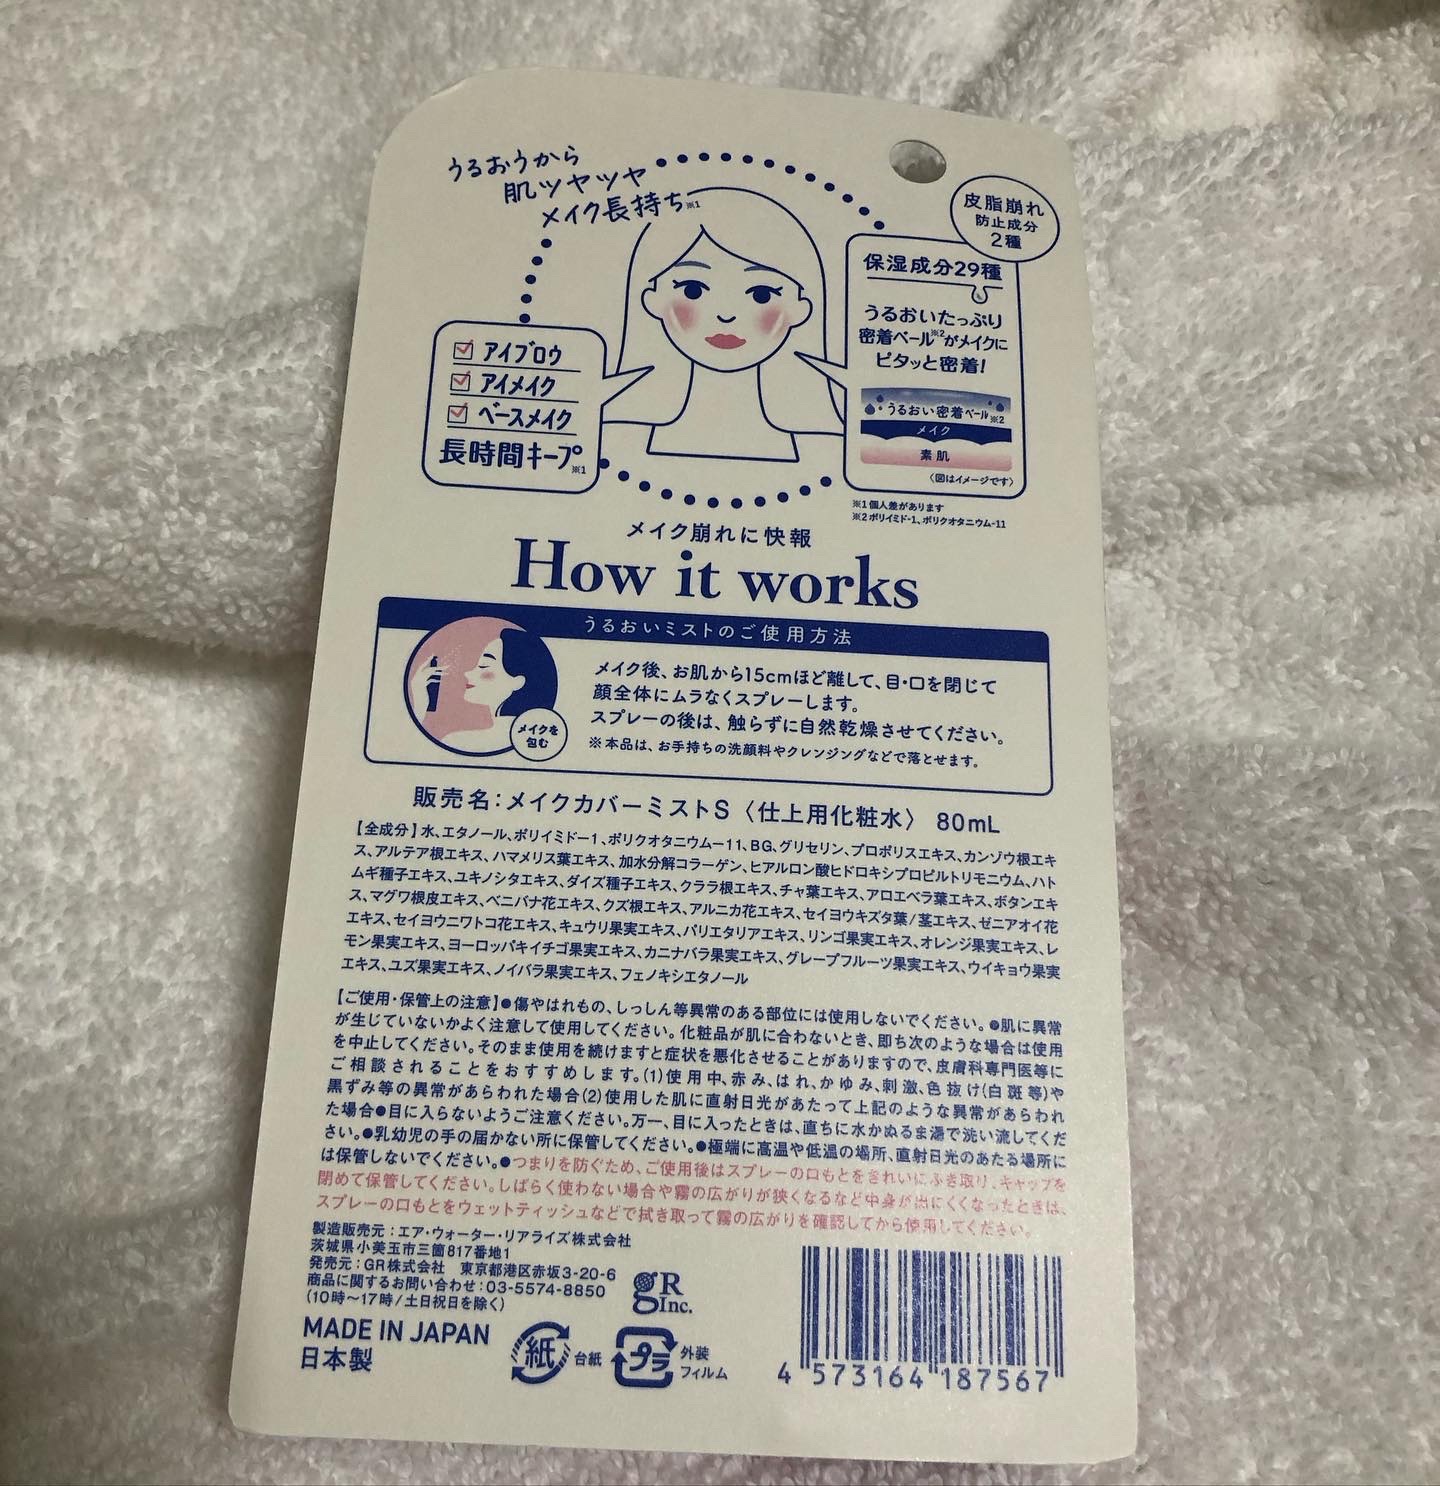 うるおうから
肌ツヤツヤ
メイク長持ち※1
皮脂崩れ
防止成分
2種
保湿成分29種
うるおいたっぷり
密着ベール※2がメイクに
ピタッと密着!
うるおい密着ベール※2
メイク
素肌
〈図はイメージです〉
アイブロウ
アイメイク
ベースメイク
長時間キープ※1
※1 個人差があります
※2 ポリイミド-1、ポリクオタニウム-11
メイク崩れに快報
How it works
うるおいミストのご使用方法
メイク後、お肌から15cmほど離して、目・口を閉じて
顔全体にムラなくスプレーします。
スプレーの後は、触らずに自然乾燥させてください。
※本品は、お手持ちの洗顔料やクレンジングなどで落とせます。
メイクを
包む
販売名:メイクカバーミストS〈仕上用化粧水〉 80mL
【全成分】水、エタノール、ポリイミド-1、ポリクオタニウム-11、BG、グリセリン、プロポリスエキス、カンゾウ根エキ
ス、アルテア根エキス、ハマメリス葉エキス、加水分解コラーゲン、ヒアルロン酸ヒドロキシプロピルトリモニウム、ハト
ムギ種子エキス、ユキノシタエキス、ダイズ種子エキス、クララ根エキス、チャ葉エキス、アロエベラ葉エキス、ボタンエキ
ス、マグワ根皮エキス、ベニバナ花エキス、クズ根エキス、アルニカ花エキス、セイヨウキズタ葉/茎エキス、ゼニアオイ花
エキス、セイヨウニワトコ花エキス、キュウリ果実エキス、パリエタリアエキス、リンゴ果実エキス、オレンジ果実エキス、レ
モン果実エキス、ヨーロッパキイチゴ果実エキス、カニナバラ果実エキス、グレープフルーツ果実エキス、ウイキョウ果実
エキス、ユズ果実エキス、ノイバラ果実エキス、フェノキシエタノール
【ご使用・保管上の注意】●傷やはれもの、しっしん等異常のある部位には使用しないでください。●肌に異常
が生じていないかよく注意して使用してください。化粧品が肌に合わないとき、即ち次のような場合は使用
を中止してください。そのまま使用を続けますと症状を悪化させることがありますので、皮膚科専門医等に
ご相談されることをおすすめします。(1)使用中、赤み、はれ、かゆみ、刺激、色抜け(白斑等)や
黒ずみ等の異常があらわれた場合(2)使用した肌に直射日光があたって上記のような異常があらわれ
た場合●目に入らないようご注意ください。万一、目に入ったときは、直ちに水かぬるま湯で洗い流してくだ
さい。●乳幼児の手の届かない所に保管してください。●極端に高温や低温の場所、直射日光のあたる場所に
は保管しないでください。●つまりを防ぐため、ご使用後はスプレーの口もとをきれいにふき取り、キャップを
閉めて保管してください。しばらく使わない場合や霧の広がりが狭くなるなど中身が出にくくなったときは、
スプレーの口もとをウェットティッシュなどで拭き取って霧の広がりを確認してから使用してください。
製造販売元:エア・ウォーター・リアライズ株式会社
茨城県小美玉市三箇817番地1
発売元:GR株式会社 東京都港区赤坂3-20-6
商品に関するお問い合わせ:03-5574-8850
(10時〜17時/土日祝日を除く)
gR
Inc.
MADE IN JAPAN
日本製
紙
台紙
プラ
外装
フィルム
4 573164 187567